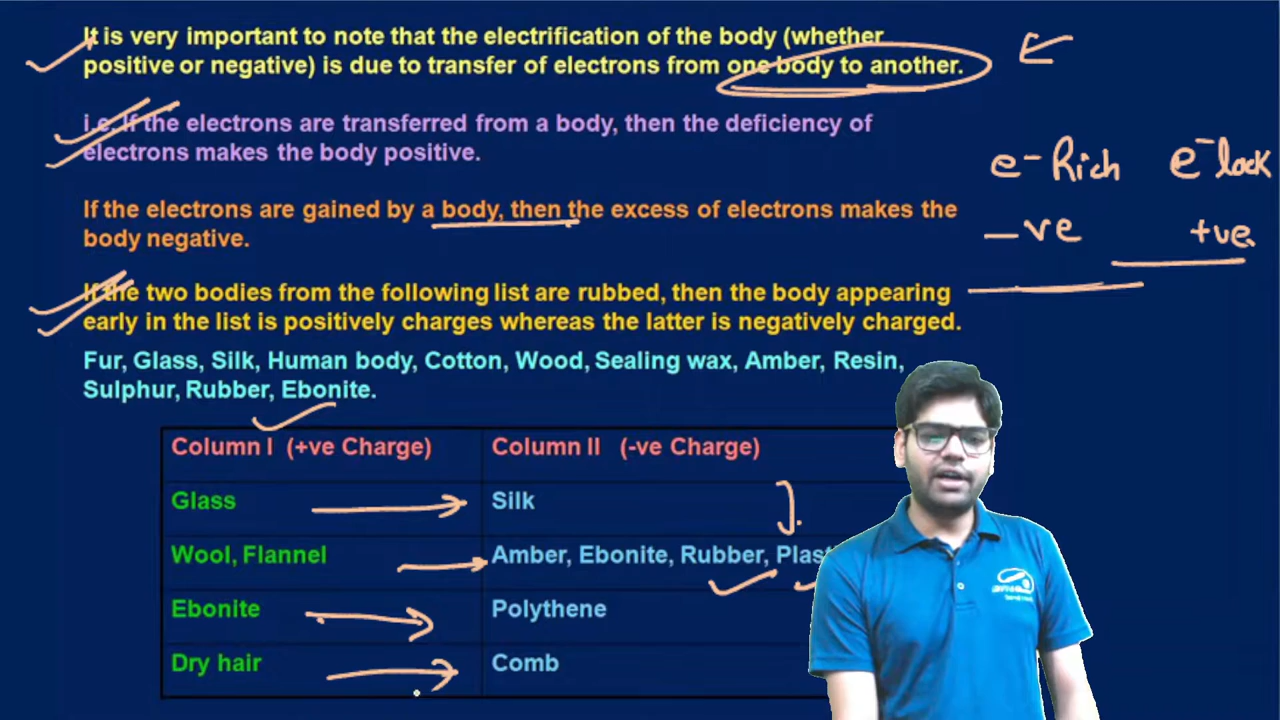 It is very important to note that the electrification of the body (whether
positive or negative) is due to transfer of electrons from one body to another.
i.e. If the electrons are transferred from a body, then the deficiency of
electrons makes the body positive.
e- Rich e- lack
If the electrons are gained by a body, then the excess of electrons makes the
body negative.
-ve +ve
If the two bodies from the following list are rubbed, then the body appearing
early in the list is positively charges whereas the latter is negatively charged.
Fur, Glass, Silk, Human body, Cotton, Wood, Sealing wax, Amber, Resin,
Sulphur, Rubber, Ebonite.
Column I (+ve Charge) Column II (-ve Charge)
Glass Silk
Wool, Flannel Amber, Ebonite, Rubber,
Ebonite Polythene
Dry hair Comb